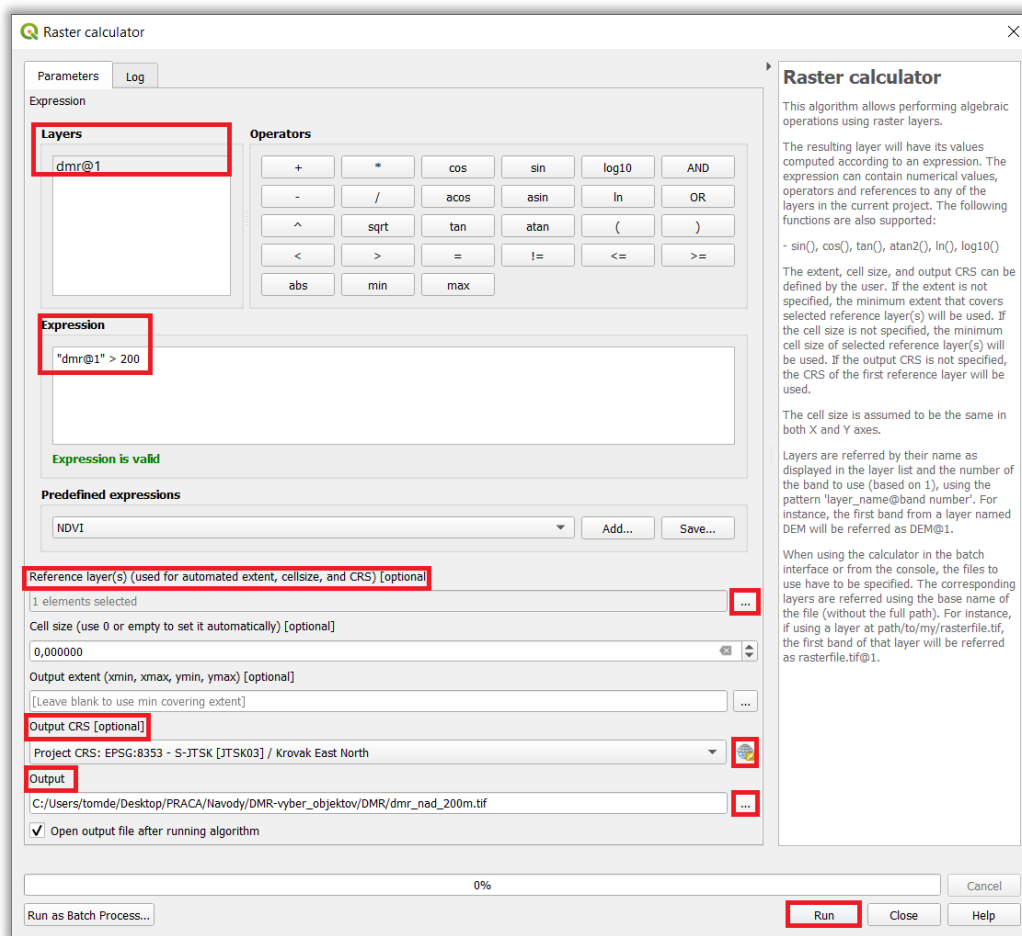 Raster calculator
Parameters
Log
Expression
Layers
dmr@1
Operators
+ * cos sin log10 AND
- / acos asin ln OR
^ sqrt tan atan ( )
< > = != <= >=
abs min max
Expression
"dmr@1" > 200
Expression is valid
Predefined expressions
NDVI
Add...
Save...
Reference layer(s) (used for automated extent, cellsize, and CRS) [optional
1 elements selected
...
Cell size (use 0 or empty to set it automatically) [optional]
0,000000
Output extent (xmin, xmax, ymin, ymax) [optional]
[Leave blank to use min covering extent]
...
Output CRS [optional]
Project CRS: EPSG:8353 - S-JTSK [JTSK03] / Krovak East North
Output
C:/Users/tomde/Desktop/PRACA/Navody/DMR-vyber_objektov/DMR/dmr_nad_200m.tif
...
Open output file after running algorithm
Raster calculator
This algorithm allows performing algebraic
operations using raster layers.
The resulting layer will have its values
computed according to an expression. The
expression can contain numerical values,
operators and references to any of the
layers in the current project. The following
functions are also supported:
- sin(), cos(), tan(), atan2(), ln(), log10()
The extent, cell size, and output CRS can be
defined by the user. If the extent is not
specified, the minimum extent that covers
selected reference layer(s) will be used. If
the cell size is not specified, the minimum
cell size of selected reference layer(s) will
be used. If the output CRS is not specified,
the CRS of the first reference layer will be
used.
The cell size is assumed to be the same in
both X and Y axes.
Layers are referred by their name as
displayed in the layer list and the number of
the band to use (based on 1), using the
pattern 'layer_name@band number'. For
instance, the first band from a layer named
DEM will be referred as DEM@1.
When using the calculator in the batch
interface or from the console, the files to
use have to be specified. The corresponding
layers are referred using the base name of
the file (without the full path). For instance,
if using a layer at path/to/my/rasterfile.tif,
the first band of that layer will be referred
as rasterfile.tif@1.
0%
Cancel
Run as Batch Process...
Run
Close
Help